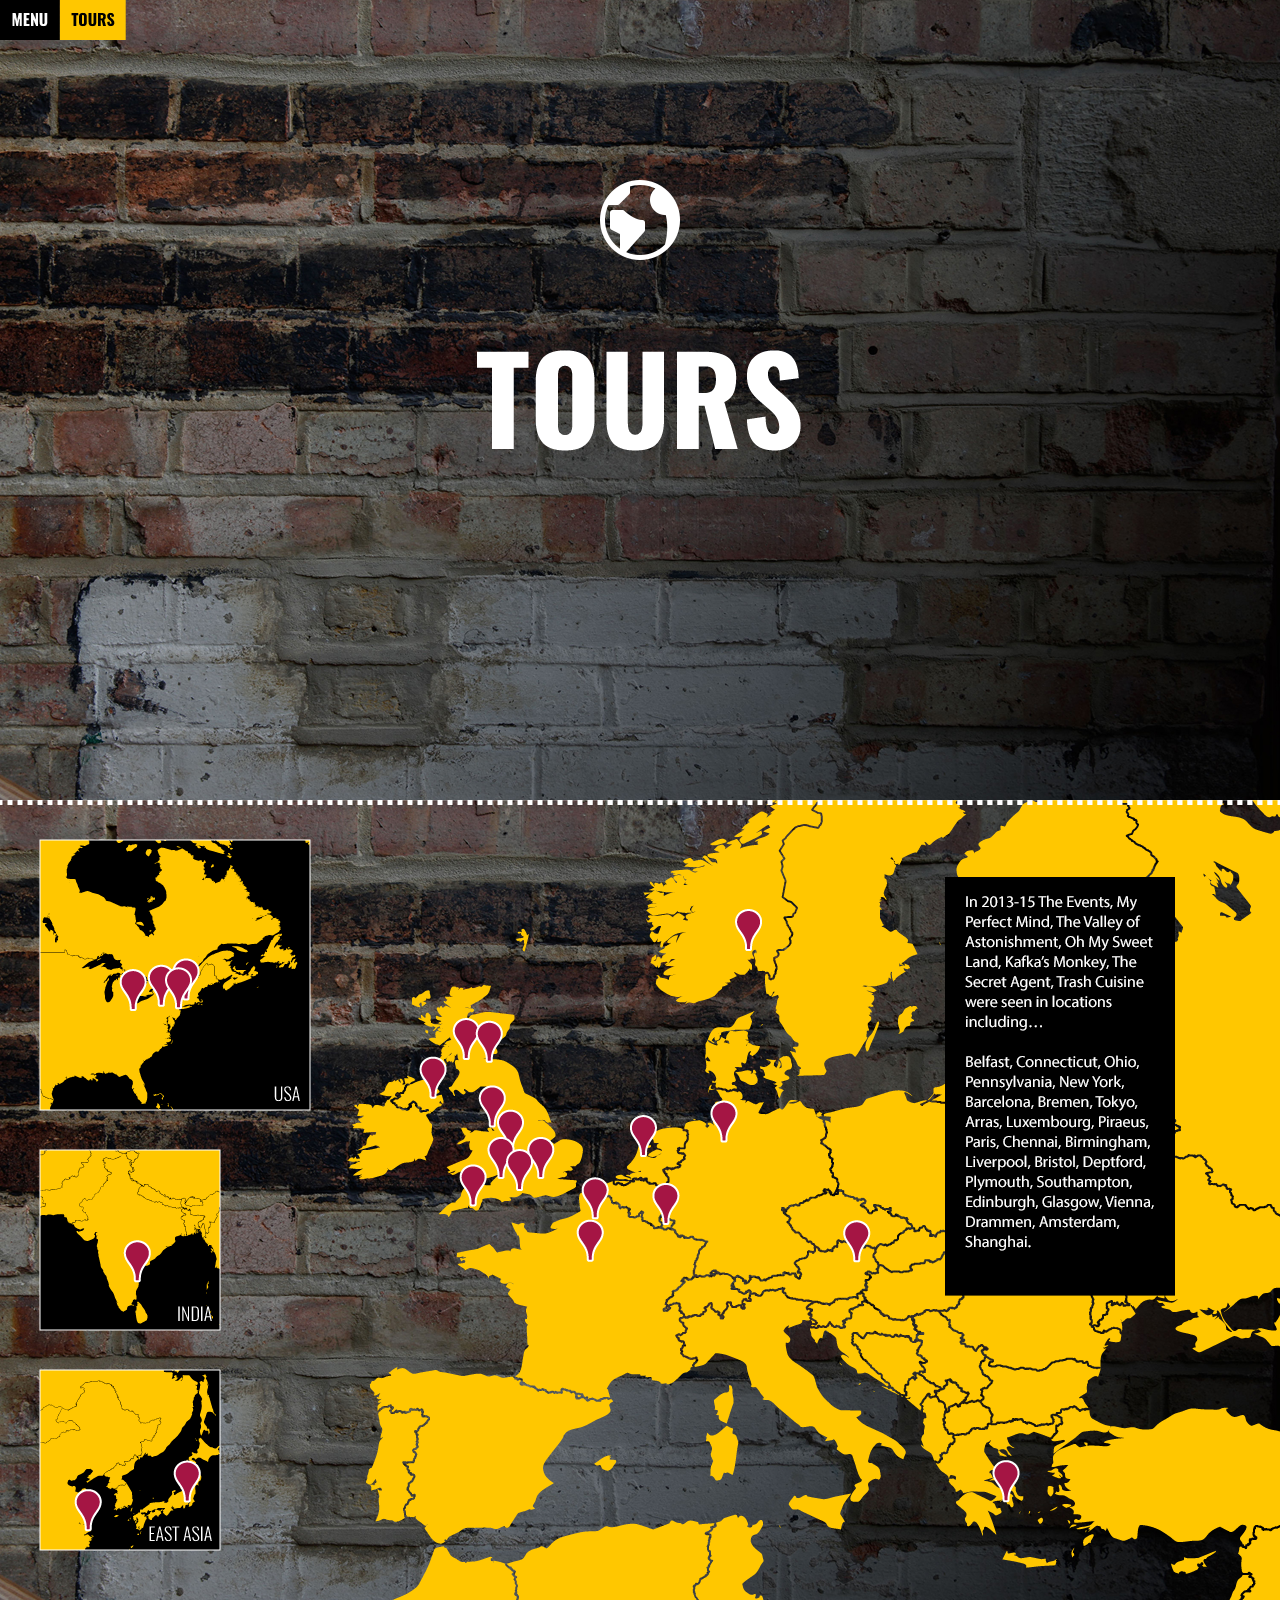 MENU TOURS
TOURS
In 2013-15 The Events, My
Perfect Mind, The Valley of
Astonishment, Oh My Sweet
Land, Kafka’s Monkey, The
Secret Agent, Trash Cuisine
were seen in locations
including…
Belfast, Connecticut, Ohio,
Pennsylvania, New York,
Barcelona, Bremen, Tokyo,
Arras, Luxembourg, Piraeus,
Paris, Chennai, Birmingham,
Liverpool, Bristol, Deptford,
Plymouth, Southampton,
Edinburgh, Glasgow, Vienna,
Drammen, Amsterdam,
Shanghai.
USA
INDIA
EAST ASIA